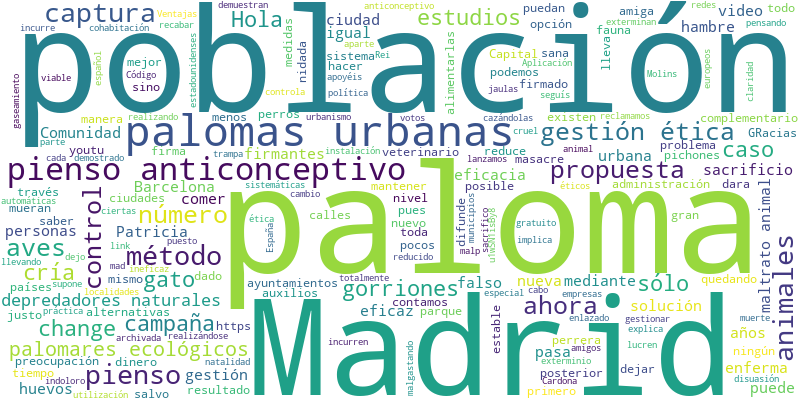 población
paloma
Madrid
palomas urbanas
pienso anticonceptivo
captura
Hola
ciudad
igual
estudios
hambre
video
todo
puedan
opción
amiga
fauna
lleva
firmado
sana
Capital
podemos
sistema
hacer
medidas
nidada
sino
mejor
Código
español
viable
gaseamiento
incurre
Ventajas
recabar
cohabitación
demuestran
estadounidenses
anticonceptivo
apoyéis
Rei
política
controla
alimentarlas
redes
pensando
exterminan
Aplicación
seguís
jaulas
Molins
europeos
claridad
manera
realizando
menos
perros
urbanismo
votos
cazándolas
existen
reclamamos
complementario
Comunidad
parte
youtu
gestión ética
GRacias
caso
cada
demostrado
firma
trampa
instalación
veterinario
cruel
reduce
animal
urbana
problema
pichones
firmantes
lanzamos
masacre
eficacia
propuesta
sacrificio
través
Barcelona
sistemáticas
cambio
mantener
posible
éticos
administración
dara
automáticas
mueran
ciudades
comer
ciertas
nivel
control
número
ética
España
calles
pues
nuevo
toda
pocos
difunde
sacrifico
municipios
u1w5NTisBy8
gratuito
implica
gran
maltrato animal
animales
saber
personas
link
Patricia
llevando
dejo
mad
puesto
ineficaz
aves
método
países
supone
mismo
dado
gato
gorriones
falso
malp
reducido
nueva
mediante
sólo
quedando
cría
localidades
ayuntamientos
auxilios
totalmente
contamos
especial
cabo
empresas
solución
muerte
depredadores naturales
justo
práctica
alternativas
archivada
https
eficaz
parque
estable
enlazado
gestionar
perrera
explica
años
change
campaña
realizándose
incurren
pasa
lucren
ningún
palomares ecológicos
preocupación
dinero
natalidad
malgastando
amigos
exterminio
enferma
tiempo
indoloro
pienso
gestión
posterior
dejar
huevos
utilización
salvo
resultado
Cardona
primero
aparte
disuasión
puede